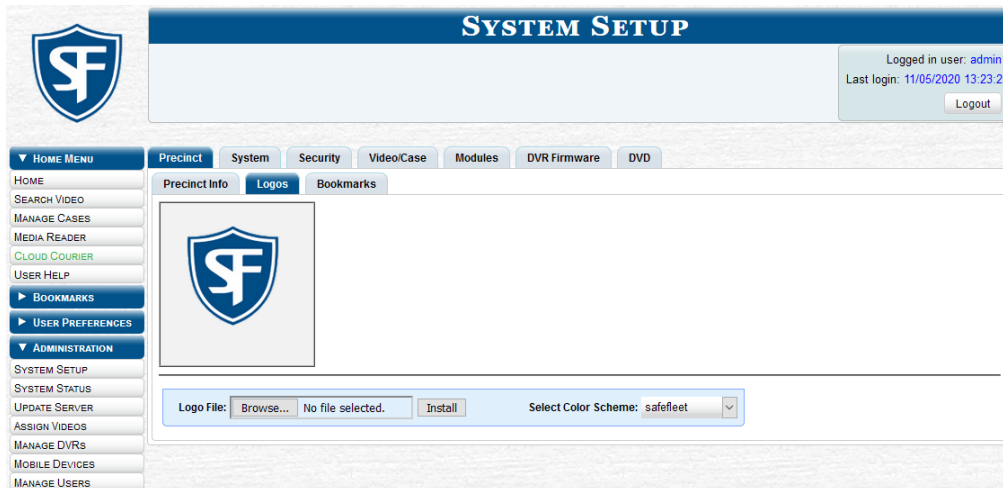 SYSTEM SETUP
SF
Logged in user: admin
Last login: 11/05/2020 13:23:2
Logout
▼ HOME MENU
HOME
SEARCH VIDEO
MANAGE CASES
MEDIA READER
CLOUD COURIER
USER HELP
► BOOKMARKS
► USER PREFERENCES
▼ ADMINISTRATION
SYSTEM SETUP
SYSTEM STATUS
UPDATE SERVER
ASSIGN VIDEOS
MANAGE DVRS
MOBILE DEVICES
MANAGE USERS
Precinct System Security Video/Case Modules DVR Firmware DVD
Precinct Info Logos Bookmarks
SF
Logo File: Browse... No file selected. Install Select Color Scheme: safefleet